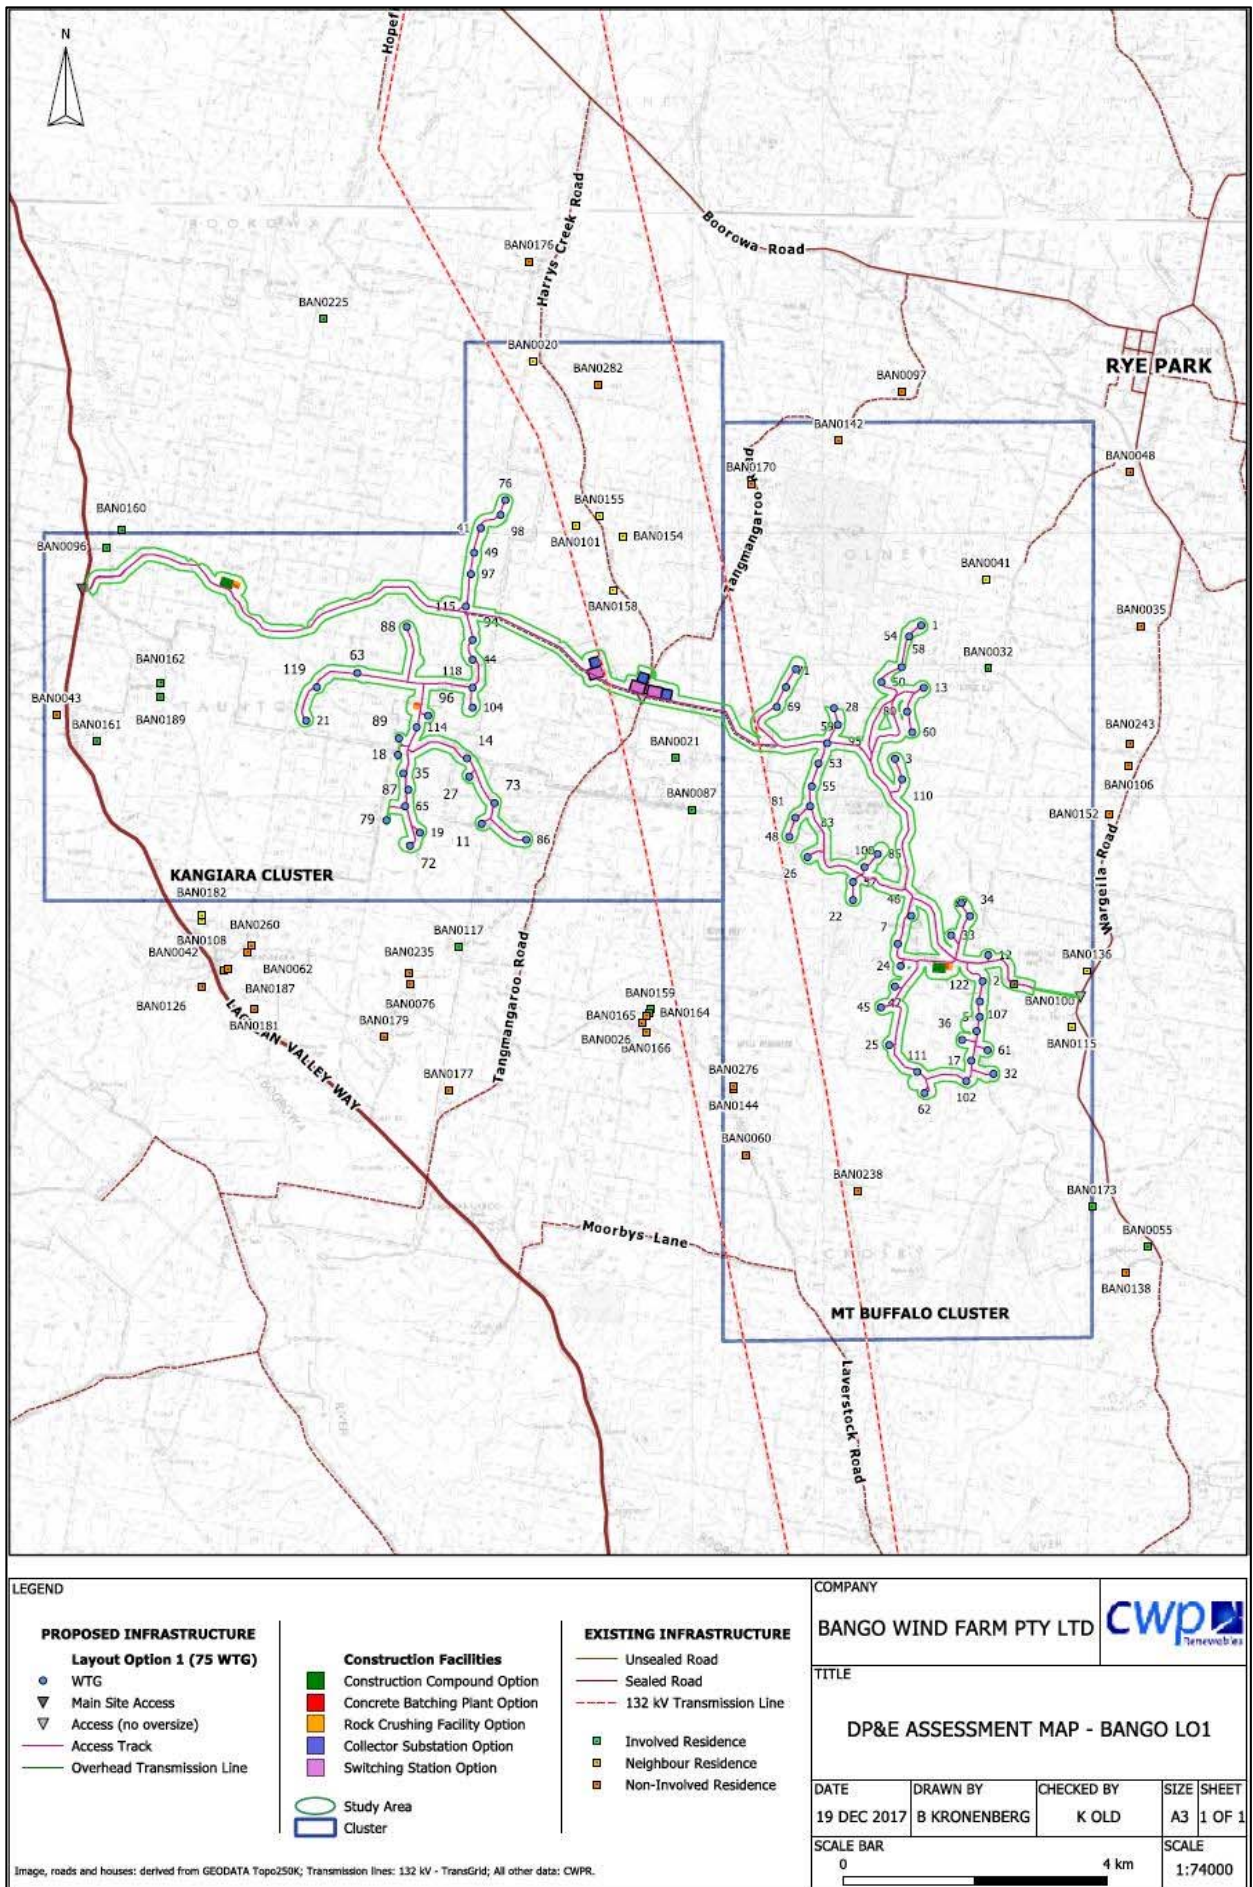 N
Harrys Creek Road
Boorowa Road
BAN0176
BAN0225
BAN0020
BAN0282
BAN0097
RYE PARK
BAN0142
BAN0170
BAN0048
Tangmangaroo Road
76
BAN0160
BAN0155
41
98
BAN0096
BAN0101
BAN0154
49
97
BAN0041
BAN0158
115
88
94
1
54
BAN0035
63
118
44
58
BAN0162
119
50
BAN0032
71
13
BAN0043
96
104
69
28
BAN0189
21
89
114
80
BAN0161
59
60
BAN0243
18
14
95
BAN0021
3
35
53
BAN0106
87
27
73
55
110
BAN0087
65
81
BAN0152
79
19
11
86
83
48
72
108
85
Wargeila Road
KANGIARA CLUSTER
26
37
BAN0182
22
46
34
BAN0260
7
BAN0108
BAN0117
33
BAN0042
BAN0235
12
BAN0136
BAN0062
24
122
2
BAN0126
BAN0187
BAN0076
BAN0159
BAN0100
BAN0181
BAN0165
BAN0164
45
42
107
BAN0179
BAN0026
BAN0166
36
5
BAN0115
LACHLAN VALLEY WAY
Tangmangaroo Road
25
61
BAN0177
BAN0276
111
17
32
BAN0144
62
102
BAN0060
BAN0238
BAN0173
Moorbys Lane
BAN0055
BAN0138
MT BUFFALO CLUSTER
Laverstock Road
LEGEND
PROPOSED INFRASTRUCTURE
Layout Option 1 (75 WTG)
WTG
Main Site Access
Access (no oversize)
Access Track
Overhead Transmission Line
Construction Facilities
Construction Compound Option
Concrete Batching Plant Option
Rock Crushing Facility Option
Collector Substation Option
Switching Station Option
Study Area
Cluster
EXISTING INFRASTRUCTURE
Unsealed Road
Sealed Road
132 kV Transmission Line
Involved Residence
Neighbour Residence
Non-Involved Residence
Image, roads and houses: derived from GEODATA Topo250K; Transmission lines: 132 kV - TransGrid; All other data: CWPR.
COMPANY
BANGO WIND FARM PTY LTD
cwp
Renewables
TITLE
DP&E ASSESSMENT MAP - BANGO LO1
DATE
19 DEC 2017
DRAWN BY
B KRONENBERG
CHECKED BY
K OLD
SIZE
A3
SHEET
1 OF 1
SCALE BAR
0 4 km
SCALE
1:74000